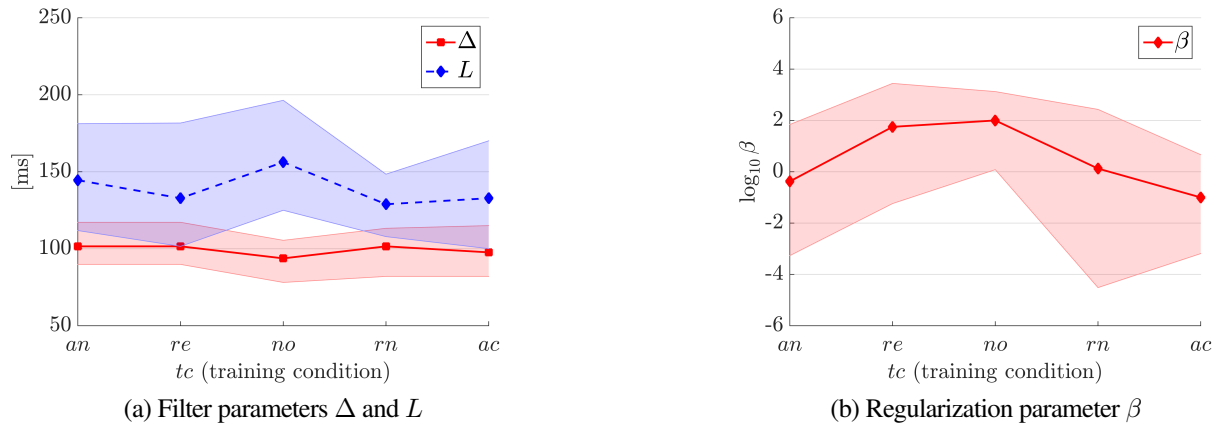 250
200
150
100
50
[ms]
Δ
L
an re no rn ac
tc (training condition)
(a) Filter parameters Δ and L
6
4
2
0
-2
-4
-6
log₁₀ β
β
an re no rn ac
tc (training condition)
(b) Regularization parameter β